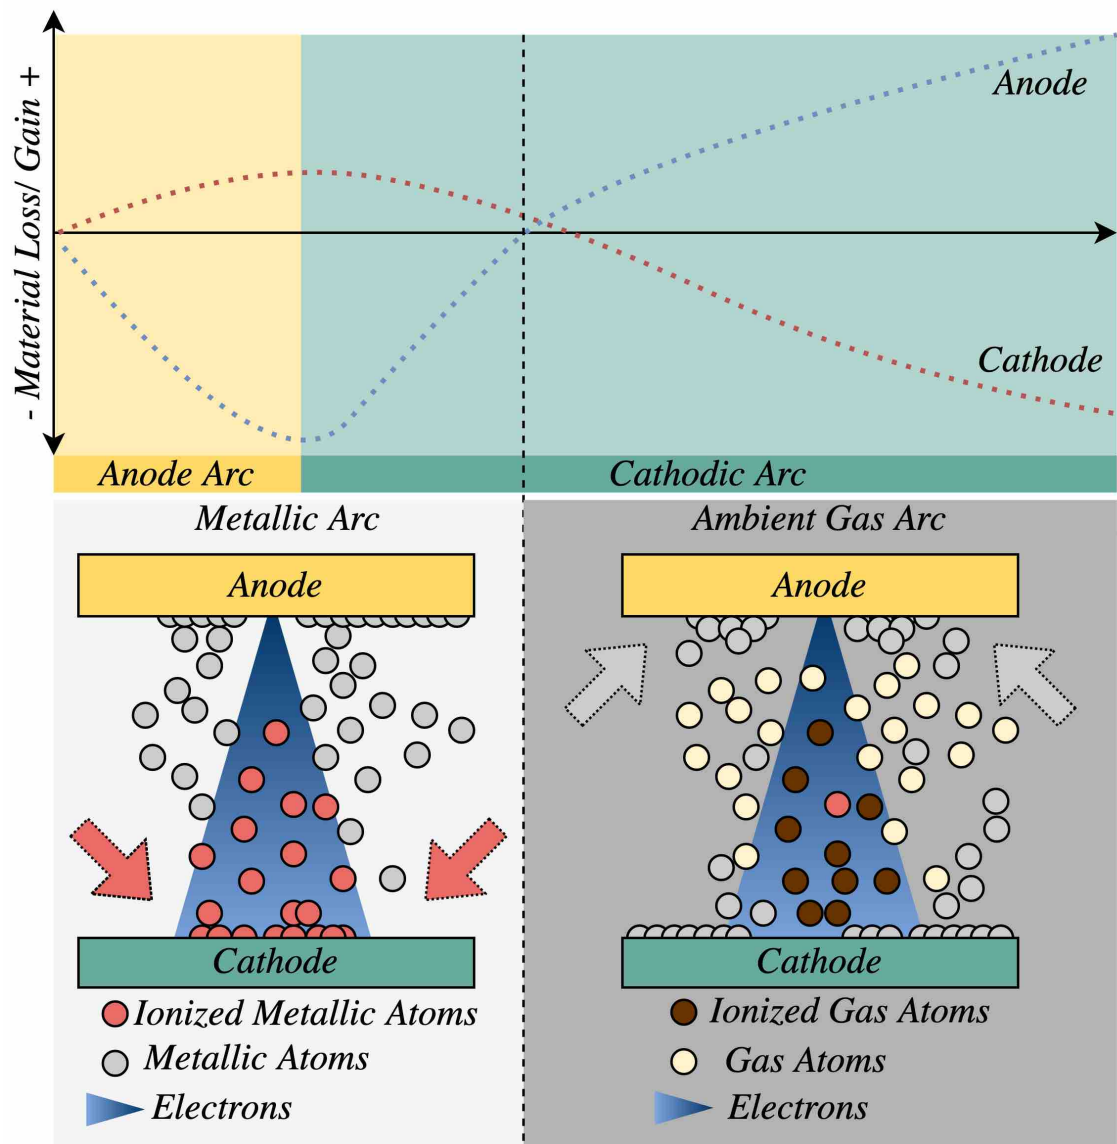 - Material Loss/ Gain +
Anode
Cathode
Anode Arc
Cathodic Arc
Metallic Arc
Anode
Cathode
Ionized Metallic Atoms
Metallic Atoms
Electrons
Ambient Gas Arc
Anode
Cathode
Ionized Gas Atoms
Gas Atoms
Electrons